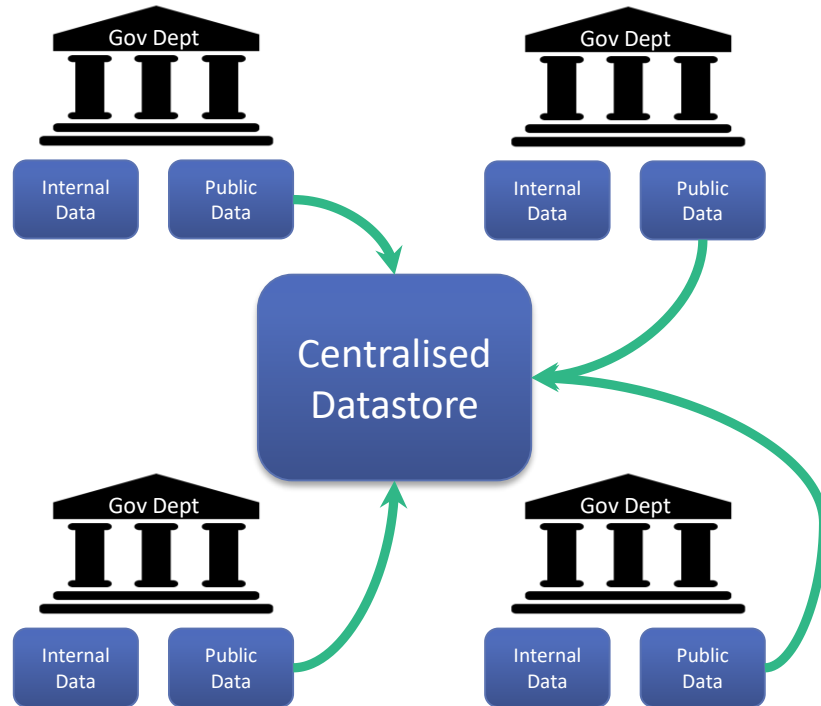 Gov Dept
Gov Dept
Internal
Data
Public
Data
Internal
Data
Public
Data
Centralised
Datastore
Gov Dept
Gov Dept
Internal
Data
Public
Data
Internal
Data
Public
Data